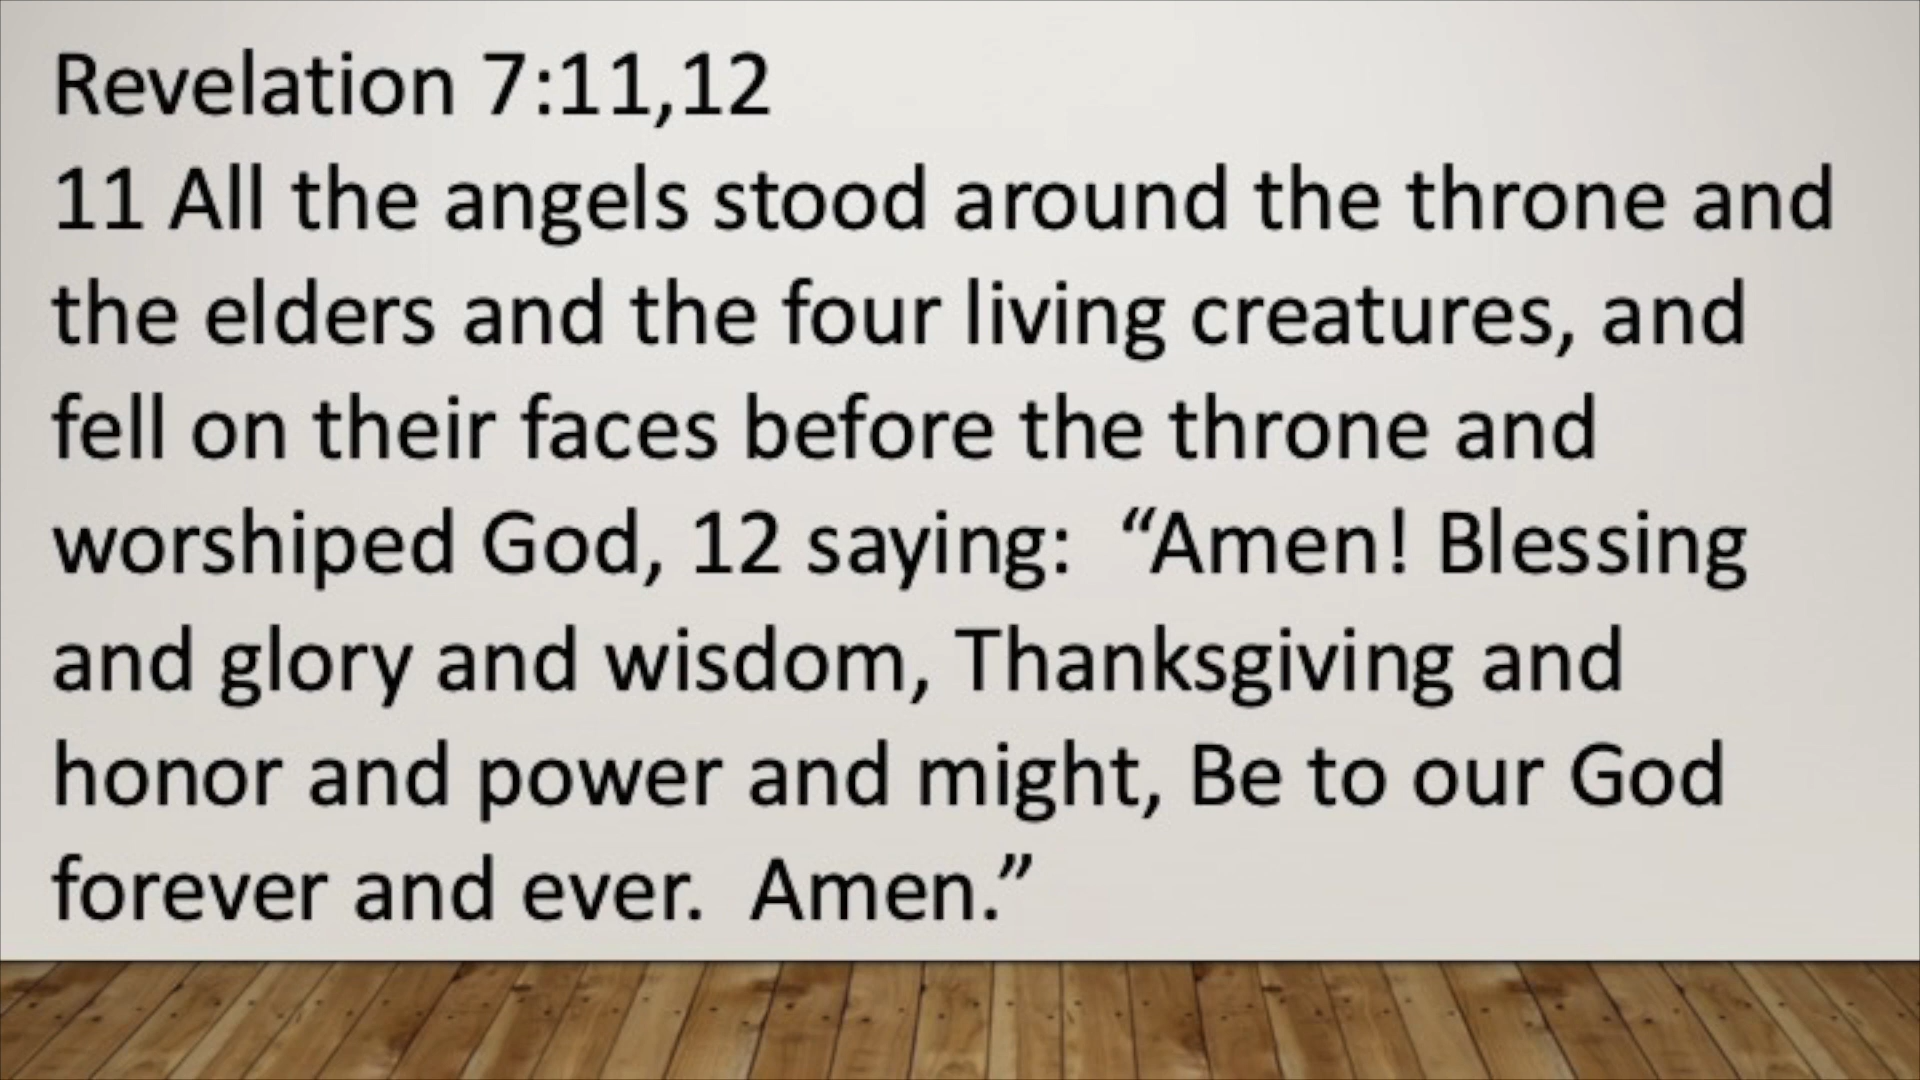 Revelation 7:11,12
11 All the angels stood around the throne and
the elders and the four living creatures, and
fell on their faces before the throne and
worshiped God, 12 saying:  “Amen! Blessing
and glory and wisdom, Thanksgiving and
honor and power and might, Be to our God
forever and ever.  Amen.”